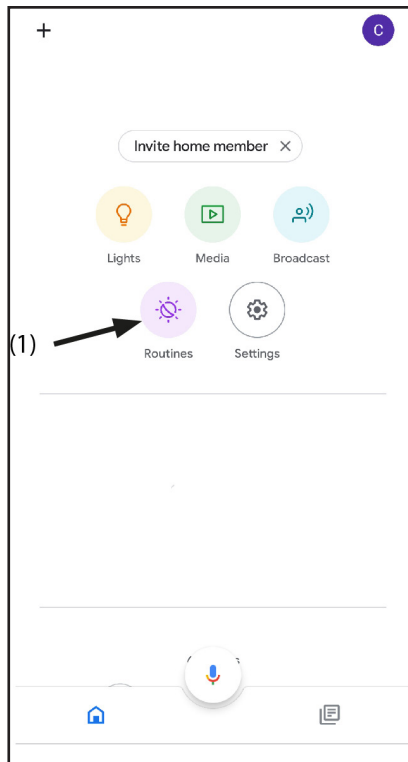 +
C
Invite home member ×
Lights Media Broadcast
(1)
Routines Settings